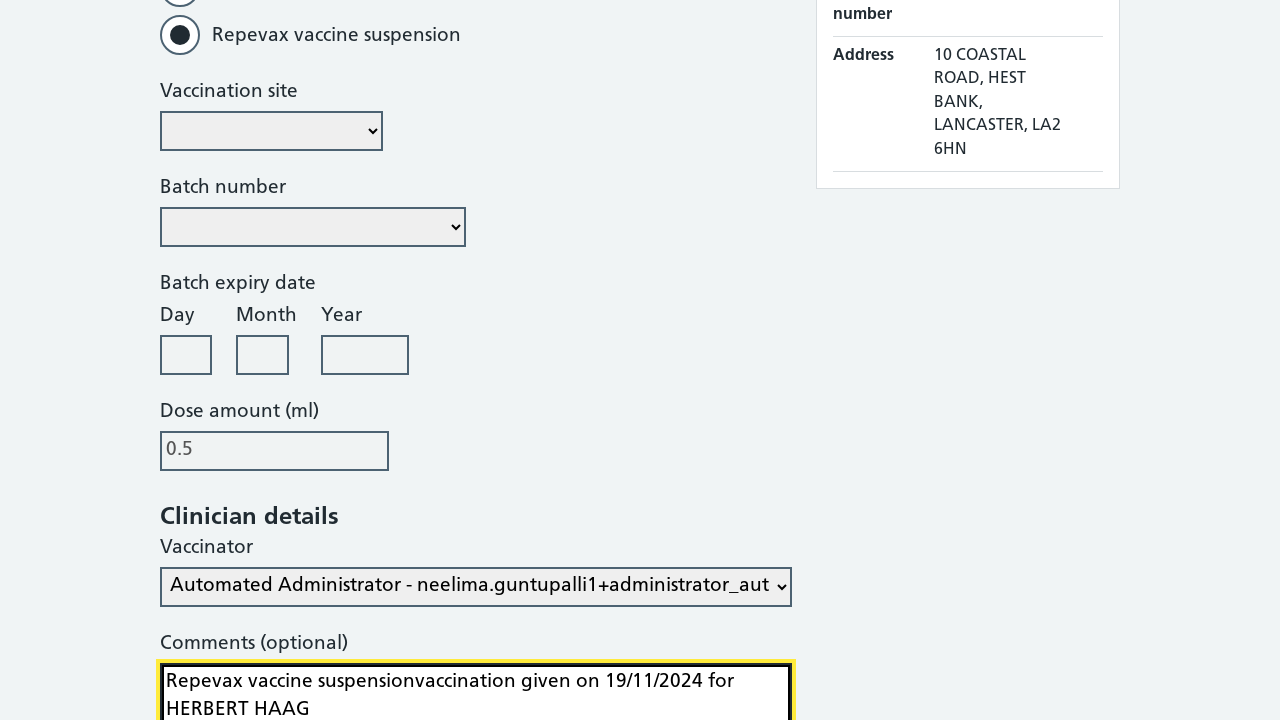 number
Repevax vaccine suspension
Address
10 COASTAL
ROAD, HEST
BANK,
LANCASTER, LA2
6HN
Vaccination site
Batch number
Batch expiry date
Day Month Year
Dose amount (ml)
0.5
Clinician details
Vaccinator
Automated Administrator - neelima.guntupalli1+administrator_aut
Comments (optional)
Repevax vaccine suspensionvaccination given on 19/11/2024 for
HERBERT HAAG